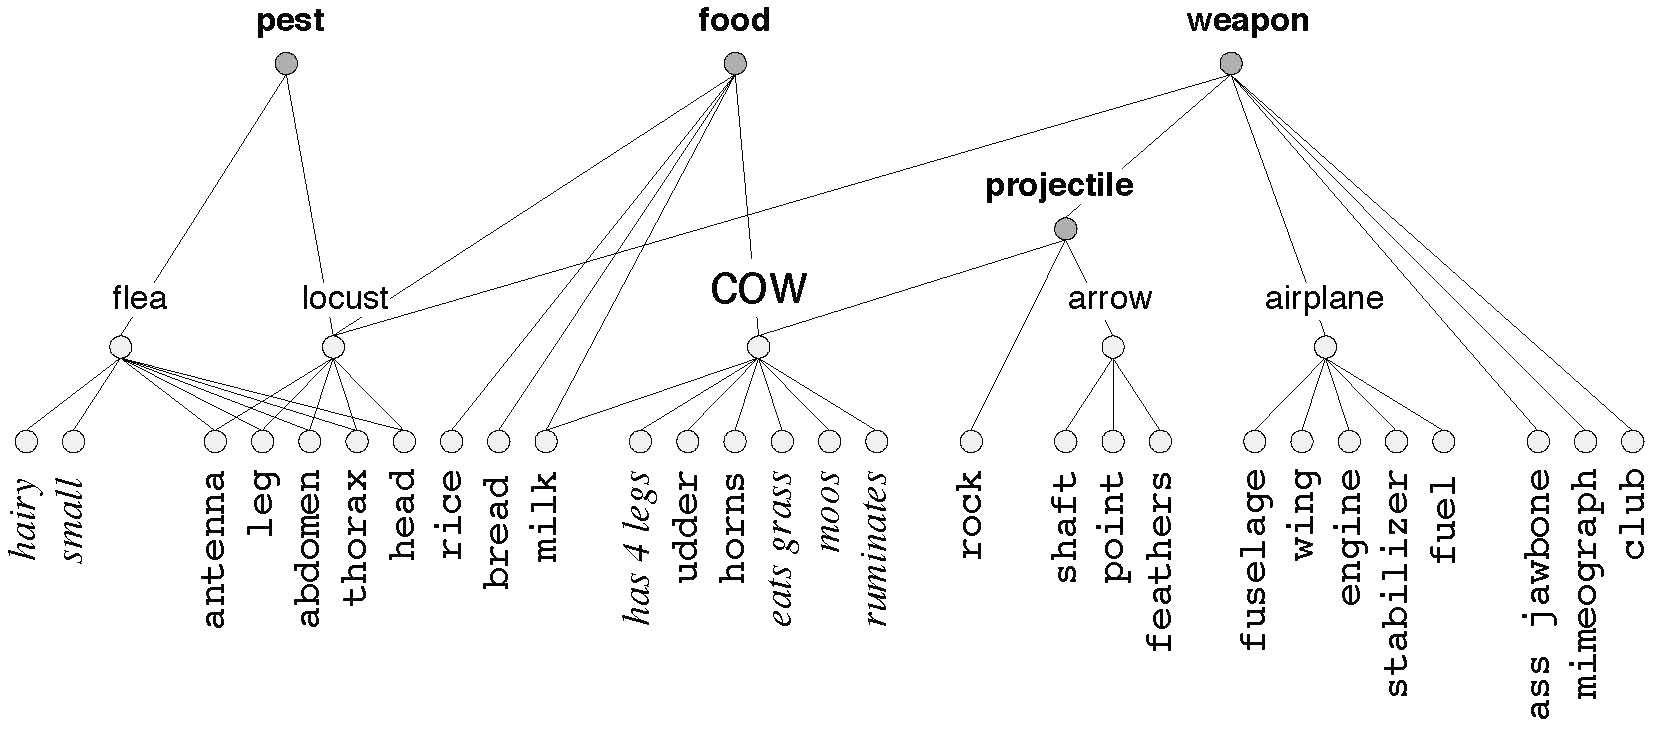 pest
food
weapon
projectile
flea
locust
COW
arrow
airplane
hairy
small
antenna
leg
abdomen
thorax
head
rice
bread
milk
has 4 legs
udder
horns
eats grass
moos
ruminates
rock
shaft
point
feathers
fuselage
wing
engine
stabilizer
fuel
ass jawbone
mimeograph
club